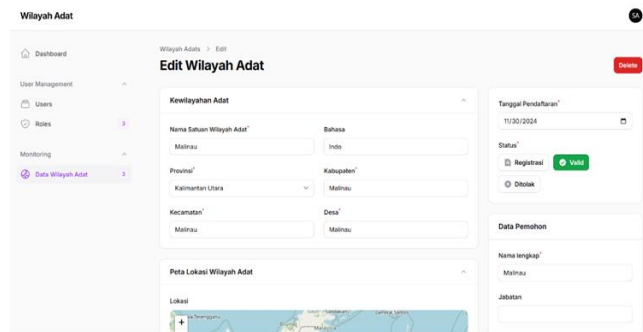 Wilayah Adat
SA
Dashboard
User Management
Users
Roles 3
Monitoring
Data Wilayah Adat 3
Wilayah Adats > Edit
Edit Wilayah Adat
Delete
Kewilayahan Adat
Nama Satuan Wilayah Adat*
Malinau
Bahasa
Indo
Provinsi*
Kalimantan Utara
Kabupaten*
Malinau
Kecamatan*
Malinau
Desa*
Malinau
Peta Lokasi Wilayah Adat
Lokasi
+
Malaysia
Tanggal Pendaftaran*
11/30/2024
Status*
Registrasi
Valid
Ditolak
Data Pemohon
Nama lengkap*
Malinau
Jabatan